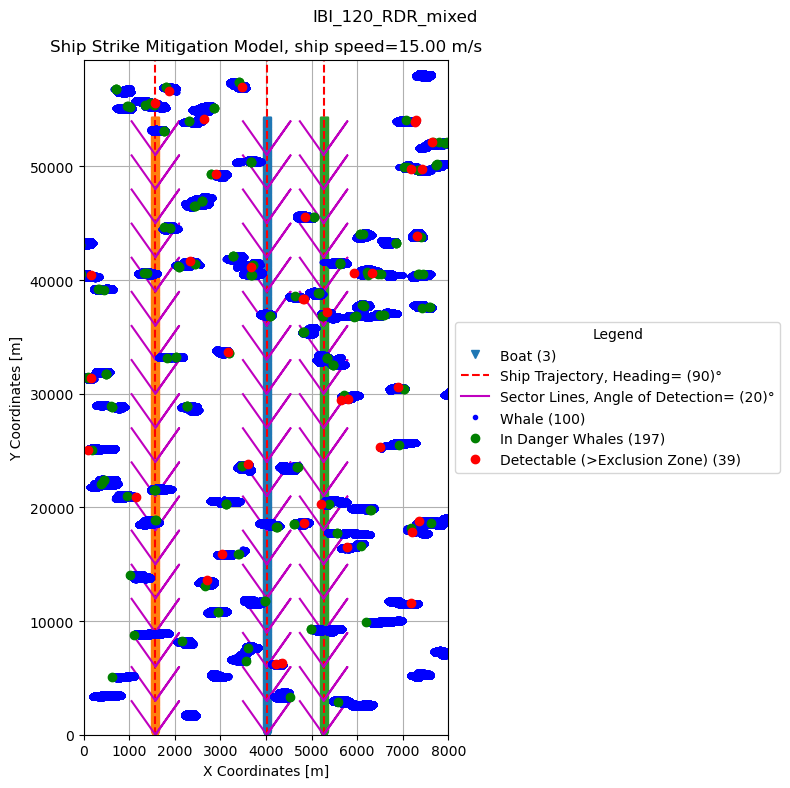 IBI_120_RDR_mixed
Ship Strike Mitigation Model, ship speed=15.00 m/s
Y Coordinates [m]
50000
40000
30000
20000
10000
0
0 1000 2000 3000 4000 5000 6000 7000 8000
X Coordinates [m]
Legend
Boat (3)
Ship Trajectory, Heading= (90)°
Sector Lines, Angle of Detection= (20)°
Whale (100)
In Danger Whales (197)
Detectable (>Exclusion Zone) (39)